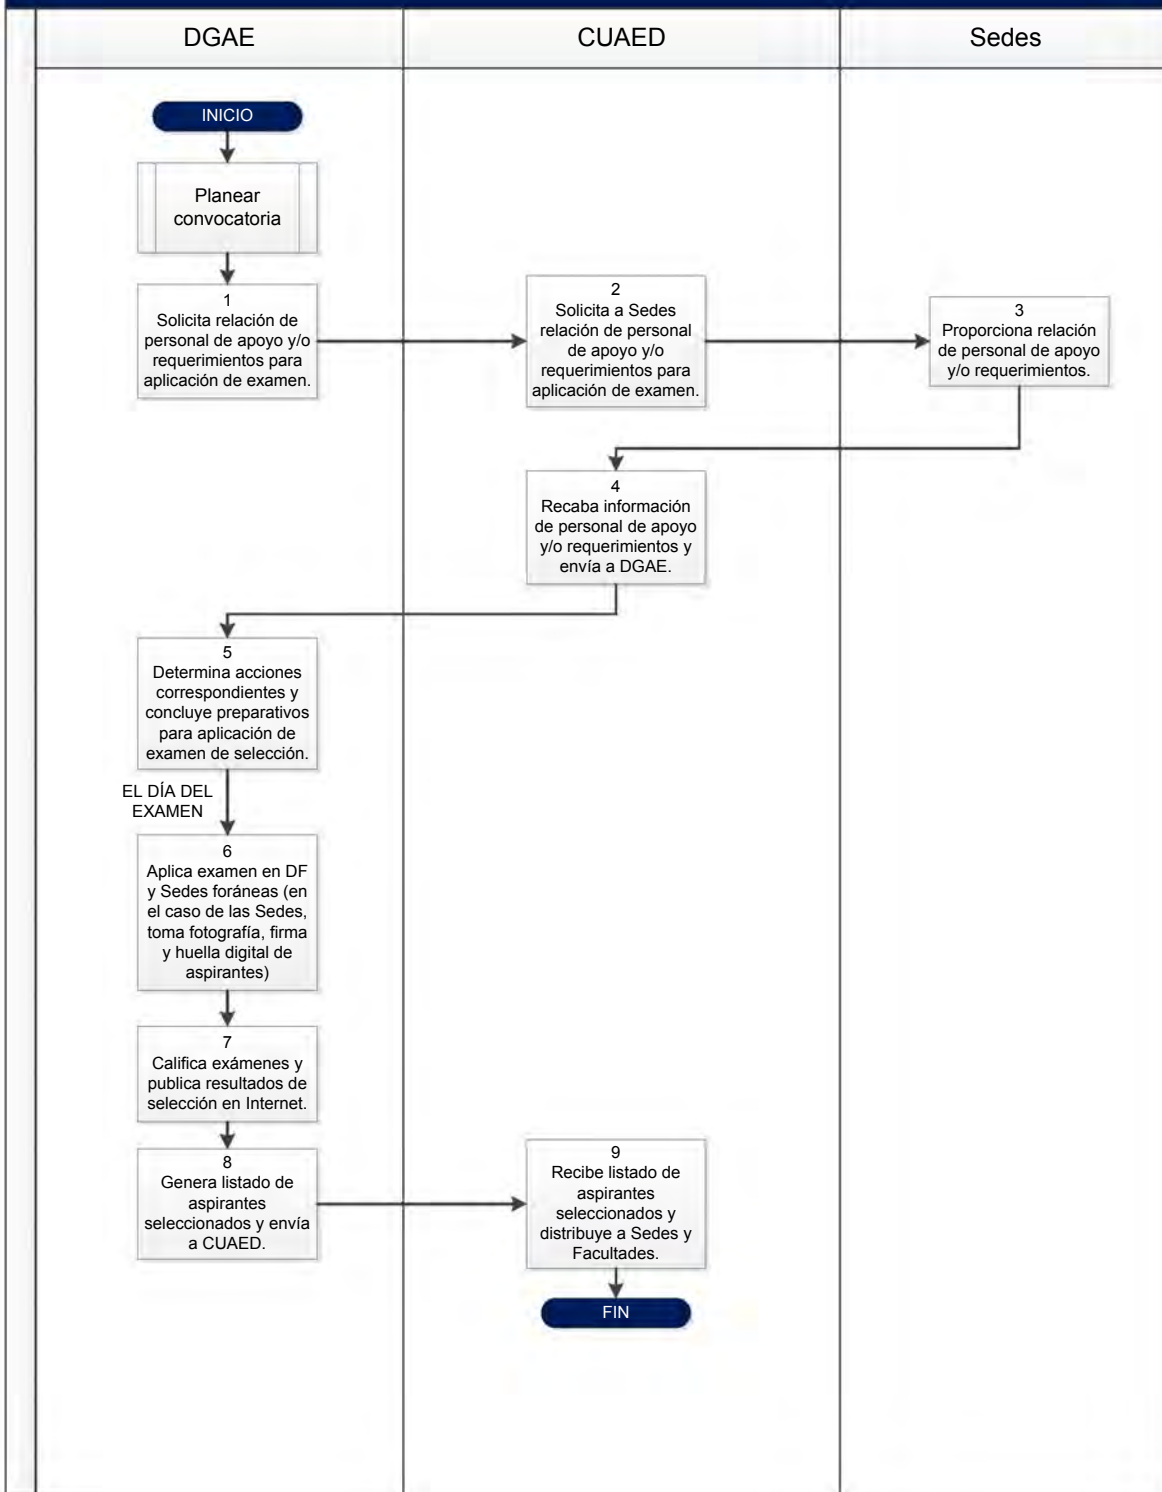 DGAE
CUAED
Sedes
INICIO
Planear
convocatoria
1
Solicita relación de
personal de apoyo y/o
requerimientos para
aplicación de examen.
2
Solicita a Sedes
relación de personal
de apoyo y/o
requerimientos para
aplicación de examen.
3
Proporciona relación
de personal de apoyo
y/o requerimientos.
4
Recaba información
de personal de apoyo
y/o requerimientos y
envía a DGAE.
5
Determina acciones
correspondientes y
concluye preparativos
para aplicación de
examen de selección.
EL DÍA DEL
EXAMEN
6
Aplica examen en DF
y Sedes foráneas (en
el caso de las Sedes,
toma fotografía, firma
y huella digital de
aspirantes)
7
Califica exámenes y
publica resultados de
selección en Internet.
8
Genera listado de
aspirantes
seleccionados y envía
a CUAED.
9
Recibe listado de
aspirantes
seleccionados y
distribuye a Sedes y
Facultades.
FIN